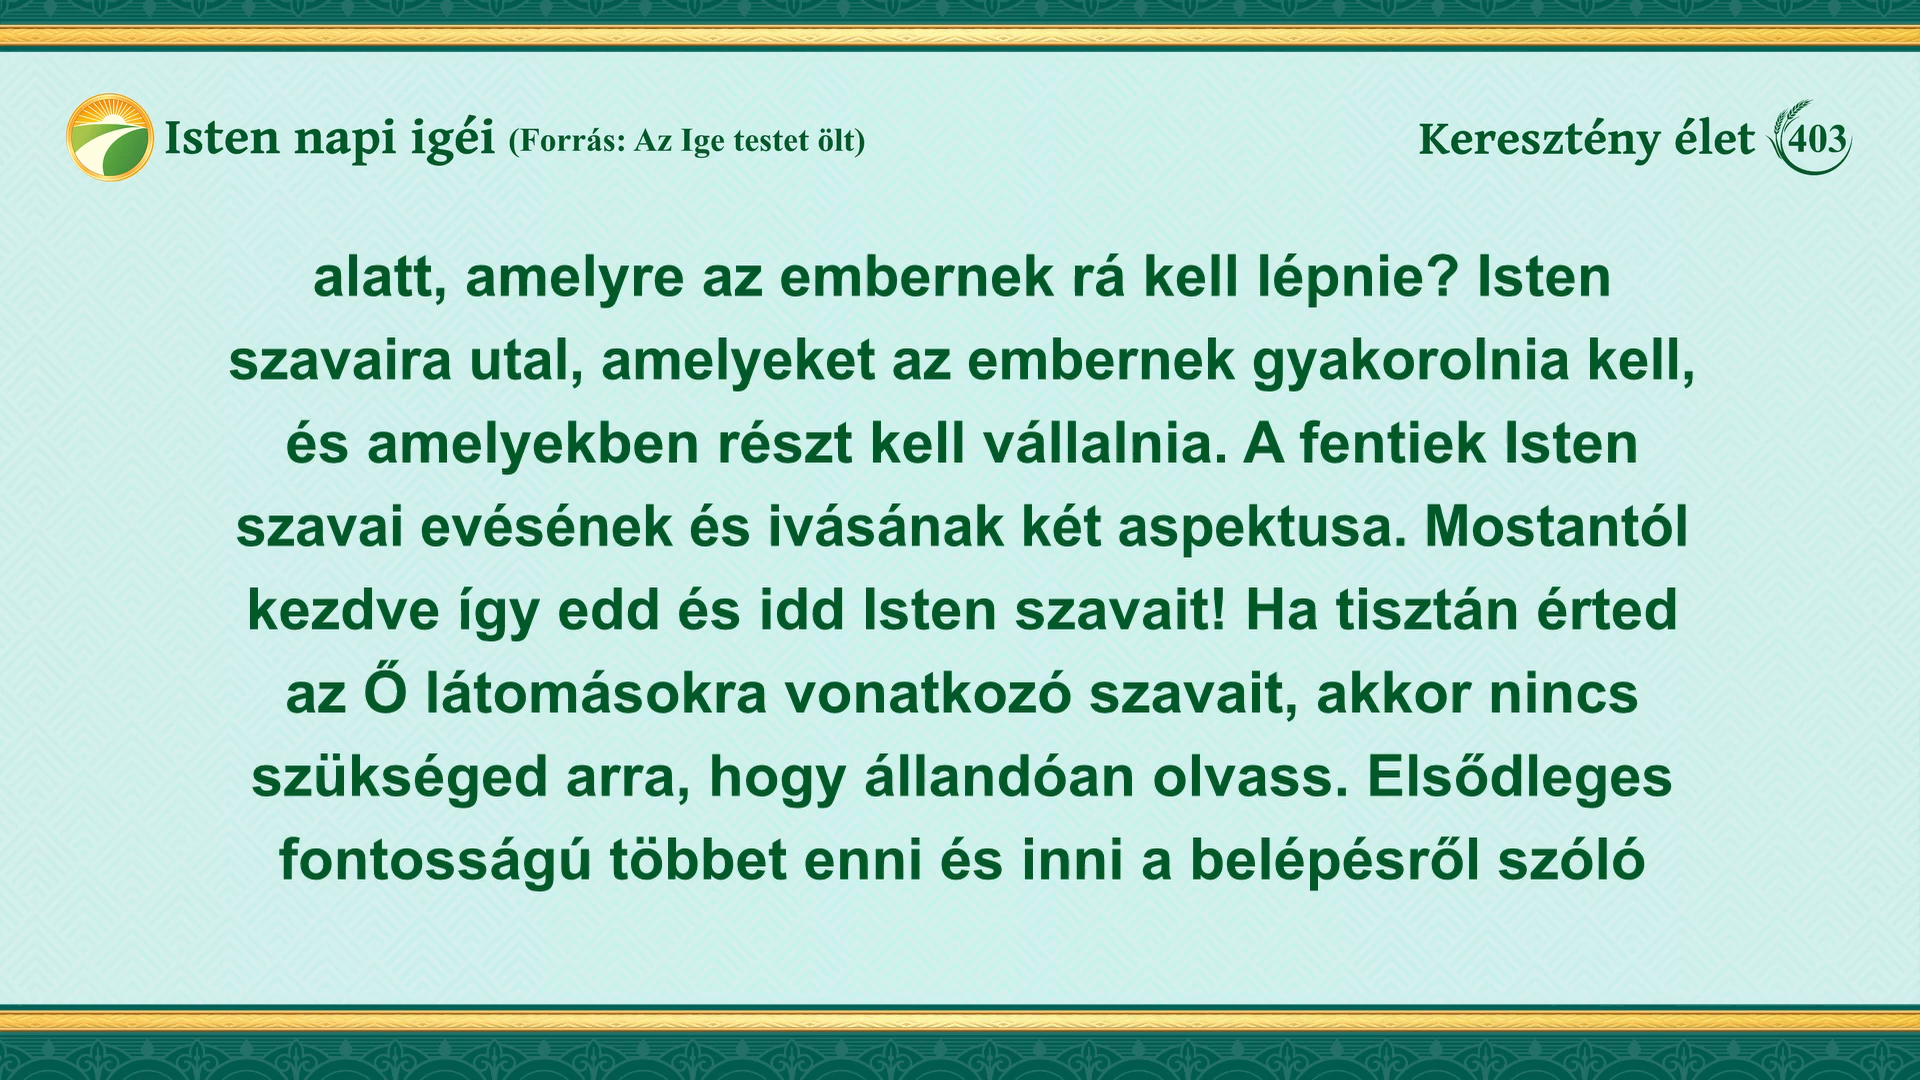 Isten napi igéi (Forrás: Az Ige testet ölt)
Keresztény élet 403
alatt, amelyre az embernek rá kell lépnie? Isten
szavaira utal, amelyeket az embernek gyakorolnia kell,
és amelyekben részt kell vállalnia. A fentiek Isten
szavai evésének és ivásának két aspektusa. Mostantól
kezdve így edd és idd Isten szavait! Ha tisztán érted
az Ő látomásokra vonatkozó szavait, akkor nincs
szükséged arra, hogy állandóan olvass. Elsődleges
fontosságú többet enni és inni a belépésről szóló